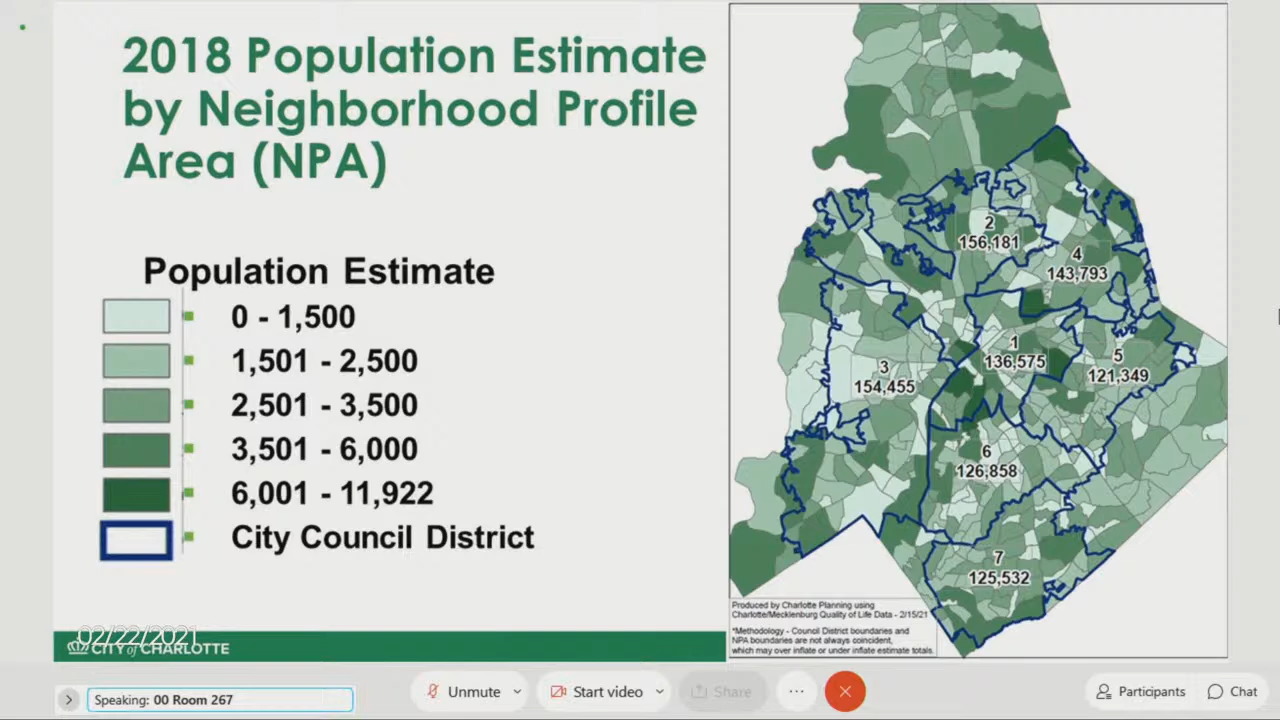 2018 Population Estimate
by Neighborhood Profile
Area (NPA)
Population Estimate
0 - 1,500
1,501 - 2,500
2,501 - 3,500
3,501 - 6,000
6,001 - 11,922
City Council District
2
156,181
4
143,793
1
136,575
5
121,349
3
154,455
6
126,858
7
125,532
Produced by Charlotte Planning using
Charlotte/Mecklenburg Quality of Life Data - 2/15/21
*Methodology - Council District boundaries and
NPA boundaries are not always coincident,
which may over inflate or under inflate estimate totals.
02/22/2021
CITY of CHARLOTTE
Speaking: 00 Room 267
Unmute
Start video
Share
Participants
Chat